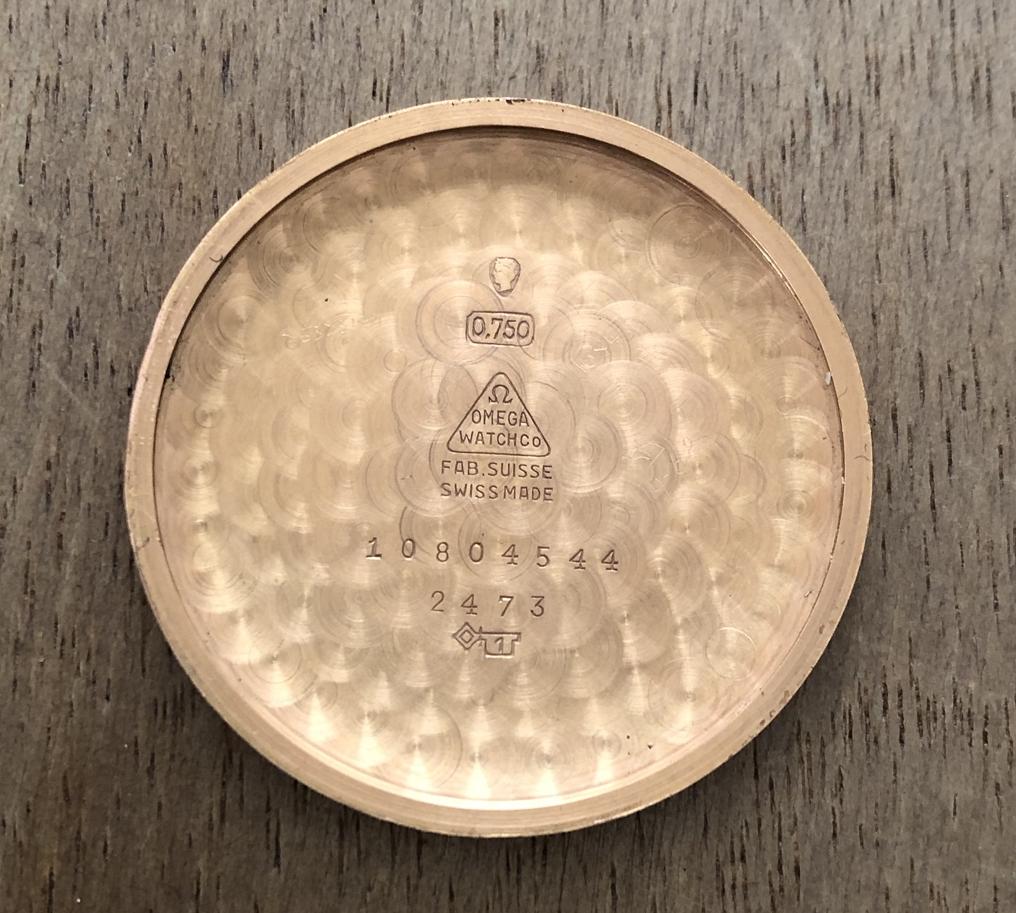 0,750
Ω
OMEGA
WATCH Co
FAB. SUISSE
SWISS MADE
10804544
2473
1